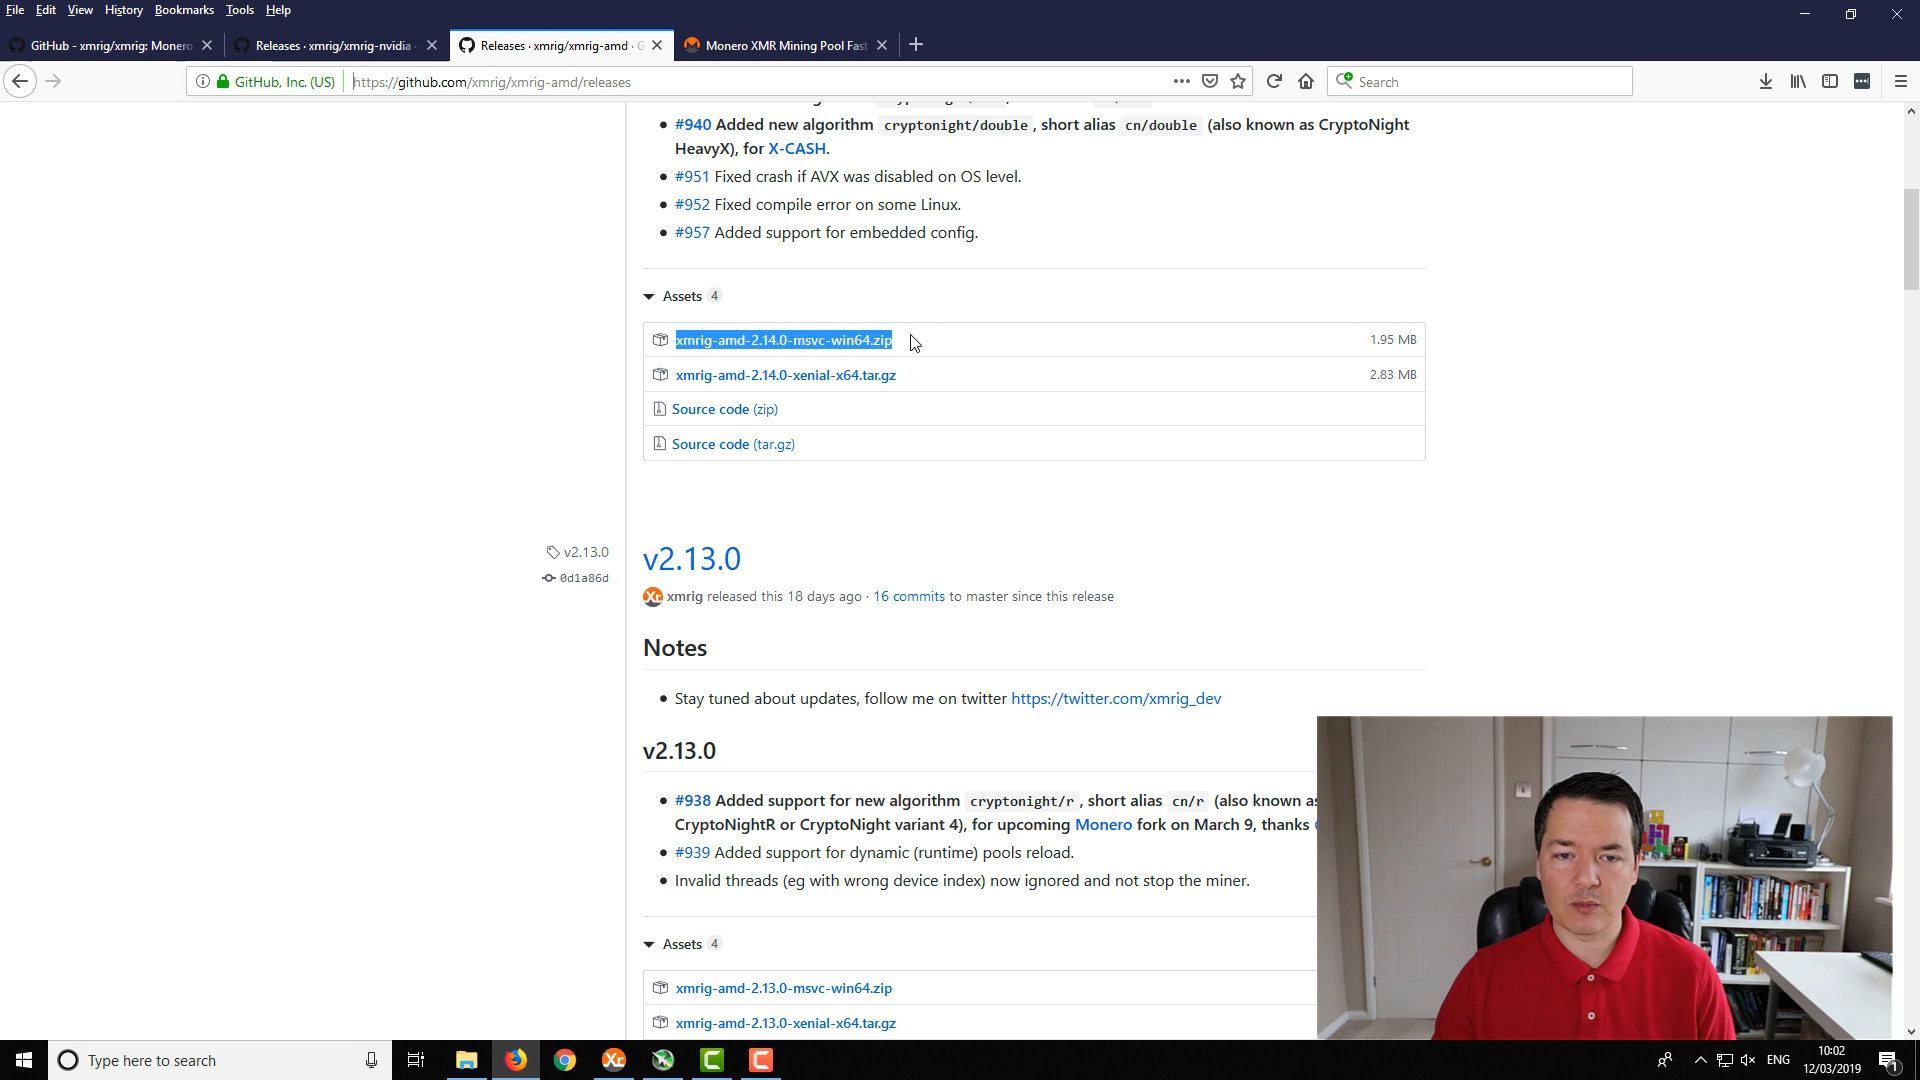 File Edit View History Bookmarks Tools Help
GitHub - xmrig/xmrig: Monero
Releases · xmrig/xmrig-nvidia ·
Releases · xmrig/xmrig-amd · G
Monero XMR Mining Pool Fast
GitHub, Inc. (US)
https://github.com/xmrig/xmrig-amd/releases
Search
#940 Added new algorithm cryptonight/double, short alias cn/double (also known as CryptoNight
HeavyX), for X-CASH.
#951 Fixed crash if AVX was disabled on OS level.
#952 Fixed compile error on some Linux.
#957 Added support for embedded config.
Assets 4
xmrig-amd-2.14.0-msvc-win64.zip 1.95 MB
xmrig-amd-2.14.0-xenial-x64.tar.gz 2.83 MB
Source code (zip)
Source code (tar.gz)
v2.13.0
0d1a86d
v2.13.0
xmrig released this 18 days ago · 16 commits to master since this release
Notes
Stay tuned about updates, follow me on twitter https://twitter.com/xmrig_dev
v2.13.0
#938 Added support for new algorithm cryptonight/r, short alias cn/r (also known as
CryptoNightR or CryptoNight variant 4), for upcoming Monero fork on March 9, thanks
#939 Added support for dynamic (runtime) pools reload.
Invalid threads (eg with wrong device index) now ignored and not stop the miner.
Assets 4
xmrig-amd-2.13.0-msvc-win64.zip
xmrig-amd-2.13.0-xenial-x64.tar.gz
Type here to search
Xr
ENG
10:02
12/03/2019
1